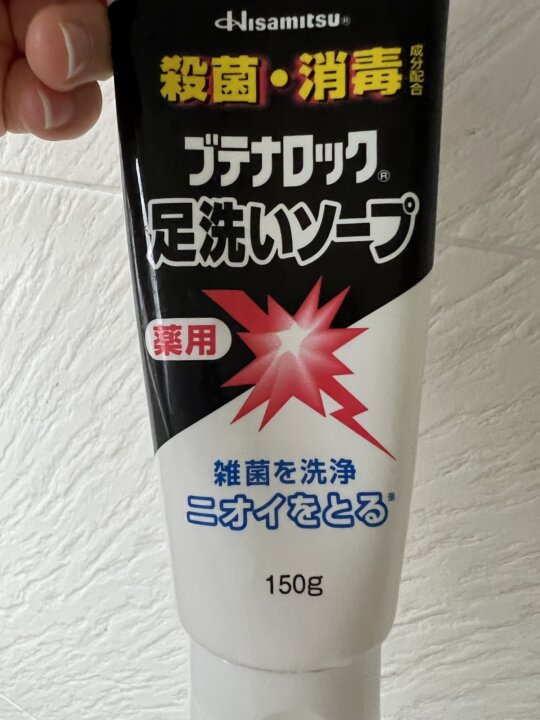 Hisamitsu®
殺菌・消毒 成分配合
ブテナロック®
足洗いソープ
薬用
雑菌を洗浄
ニオイをとる※
150g